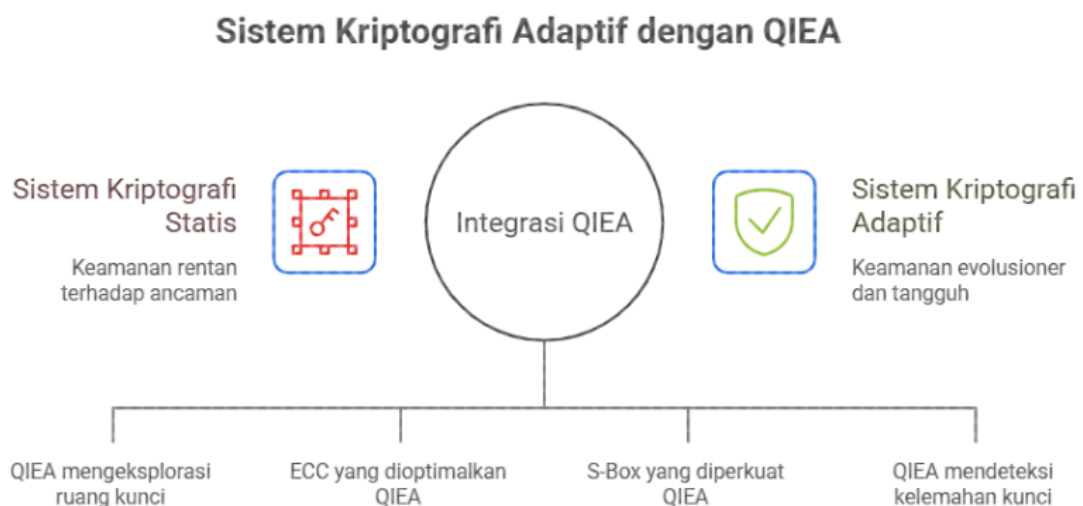 Sistem Kriptografi Adaptif dengan QIEA
Sistem Kriptografi
Statis
Keamanan rentan
terhadap ancaman
Integrasi QIEA
Sistem Kriptografi
Adaptif
Keamanan evolusioner
dan tangguh
QIEA mengeksplorasi
ruang kunci
ECC yang dioptimalkan
QIEA
S-Box yang diperkuat
QIEA
QIEA mendeteksi
kelemahan kunci